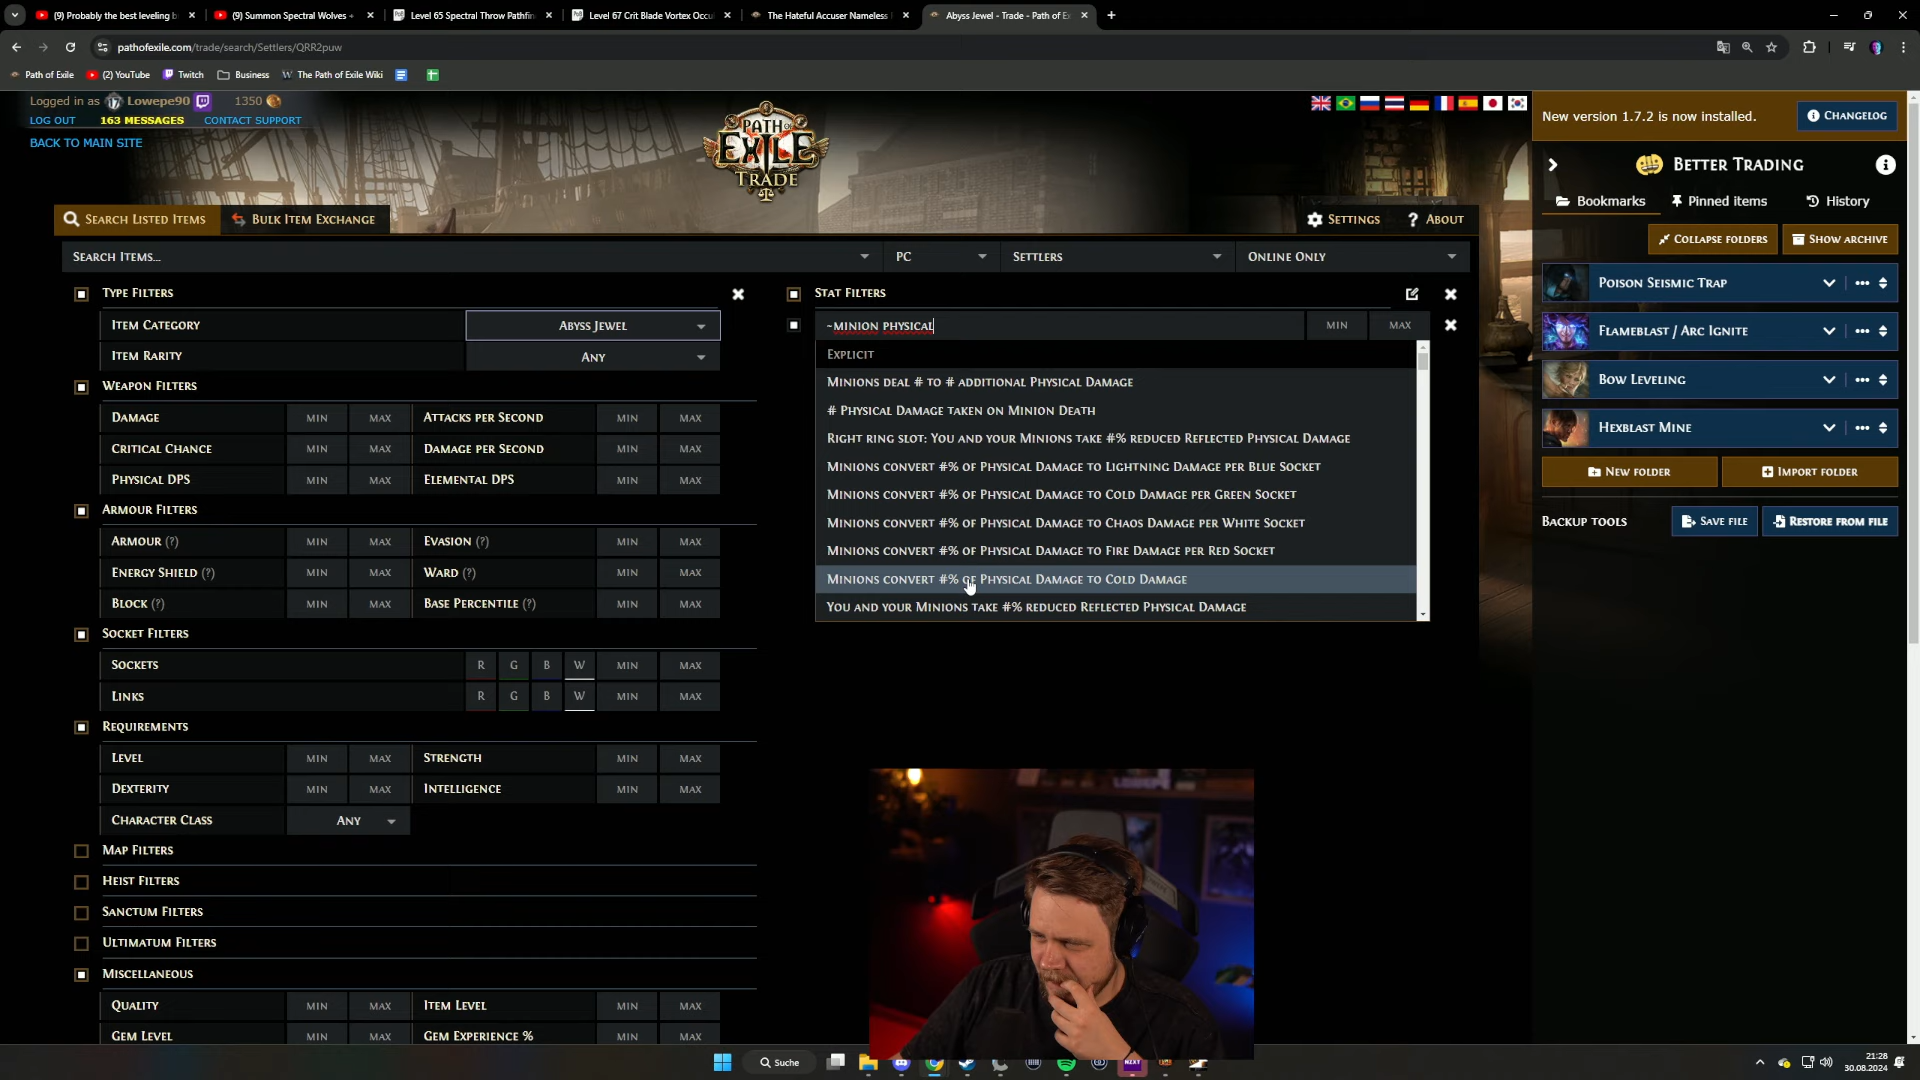 (9) Probably the best leveling b
(9) Summon Spectral Wolves +
Level 65 Spectral Throw Pathfin
Level 67 Crit Blade Vortex Occu
The Hateful Accuser Nameless
Abyss Jewel - Trade - Path of Ex
pathofexile.com/trade/search/Settlers/QRR2puw
Path of Exile
(2) YouTube
Twitch
Business
The Path of Exile Wiki
Logged in as Lowepe90 1350
LOG OUT 163 MESSAGES CONTACT SUPPORT
BACK TO MAIN SITE
PATH OF EXILE TRADE
New version 1.7.2 is now installed.
Changelog
Better Trading
Bookmarks
Pinned items
History
Collapse folders
Show archive
Poison Seismic Trap
Flameblast / Arc Ignite
Bow Leveling
Hexblast Mine
New folder
Import folder
Backup tools
Save file
Restore from file
Search Listed Items
Bulk Item Exchange
Settings
? About
Search Items...
PC
Settlers
Online Only
Type Filters
Item Category
Abyss Jewel
Item Rarity
Any
Weapon Filters
Damage MIN MAX Attacks per Second MIN MAX
Critical Chance MIN MAX Damage per Second MIN MAX
Physical DPS MIN MAX Elemental DPS MIN MAX
Armour Filters
Armour (?) MIN MAX Evasion (?) MIN MAX
Energy Shield (?) MIN MAX Ward (?) MIN MAX
Block (?) MIN MAX Base Percentile (?) MIN MAX
Socket Filters
Sockets R G B W MIN MAX
Links R G B W MIN MAX
Requirements
Level MIN MAX Strength MIN MAX
Dexterity MIN MAX Intelligence MIN MAX
Character Class Any
Map Filters
Heist Filters
Sanctum Filters
Ultimatum Filters
Miscellaneous
Quality MIN MAX Item Level MIN MAX
Gem Level MIN MAX Gem Experience % MIN MAX
Stat Filters
~minion physical MIN MAX
Explicit
Minions deal # to # additional Physical Damage
# Physical Damage taken on Minion Death
Right ring slot: You and your Minions take #% reduced Reflected Physical Damage
Minions convert #% of Physical Damage to Lightning Damage per Blue Socket
Minions convert #% of Physical Damage to Cold Damage per Green Socket
Minions convert #% of Physical Damage to Chaos Damage per White Socket
Minions convert #% of Physical Damage to Fire Damage per Red Socket
Minions convert #% of Physical Damage to Cold Damage
You and your Minions take #% reduced Reflected Physical Damage
Suche
21:28
30.08.2024